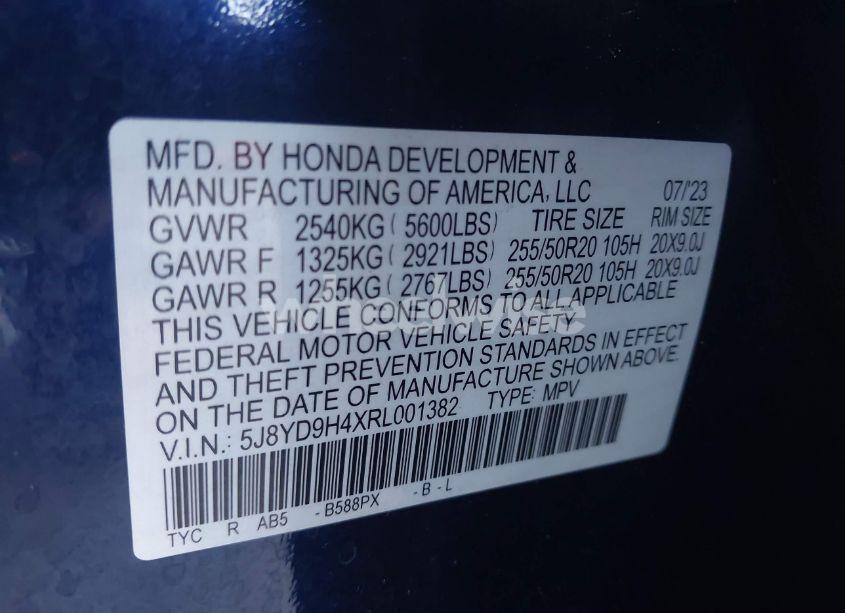 MFD. BY HONDA DEVELOPMENT &
MANUFACTURING OF AMERICA, LLC 07/'23
GVWR 2540KG ( 5600LBS) TIRE SIZE RIM SIZE
GAWR F 1325KG ( 2921LBS) 255/50R20 105H 20X9.0J
GAWR R 1255KG ( 2767LBS) 255/50R20 105H 20X9.0J
THIS VEHICLE CONFORMS TO ALL APPLICABLE
FEDERAL MOTOR VEHICLE SAFETY
AND THEFT PREVENTION STANDARDS IN EFFECT
ON THE DATE OF MANUFACTURE SHOWN ABOVE.
V.I.N.: 5J8YD9H4XRL001382 TYPE: MPV
TYC R AB5 -B588PX -B-L
wheelwise